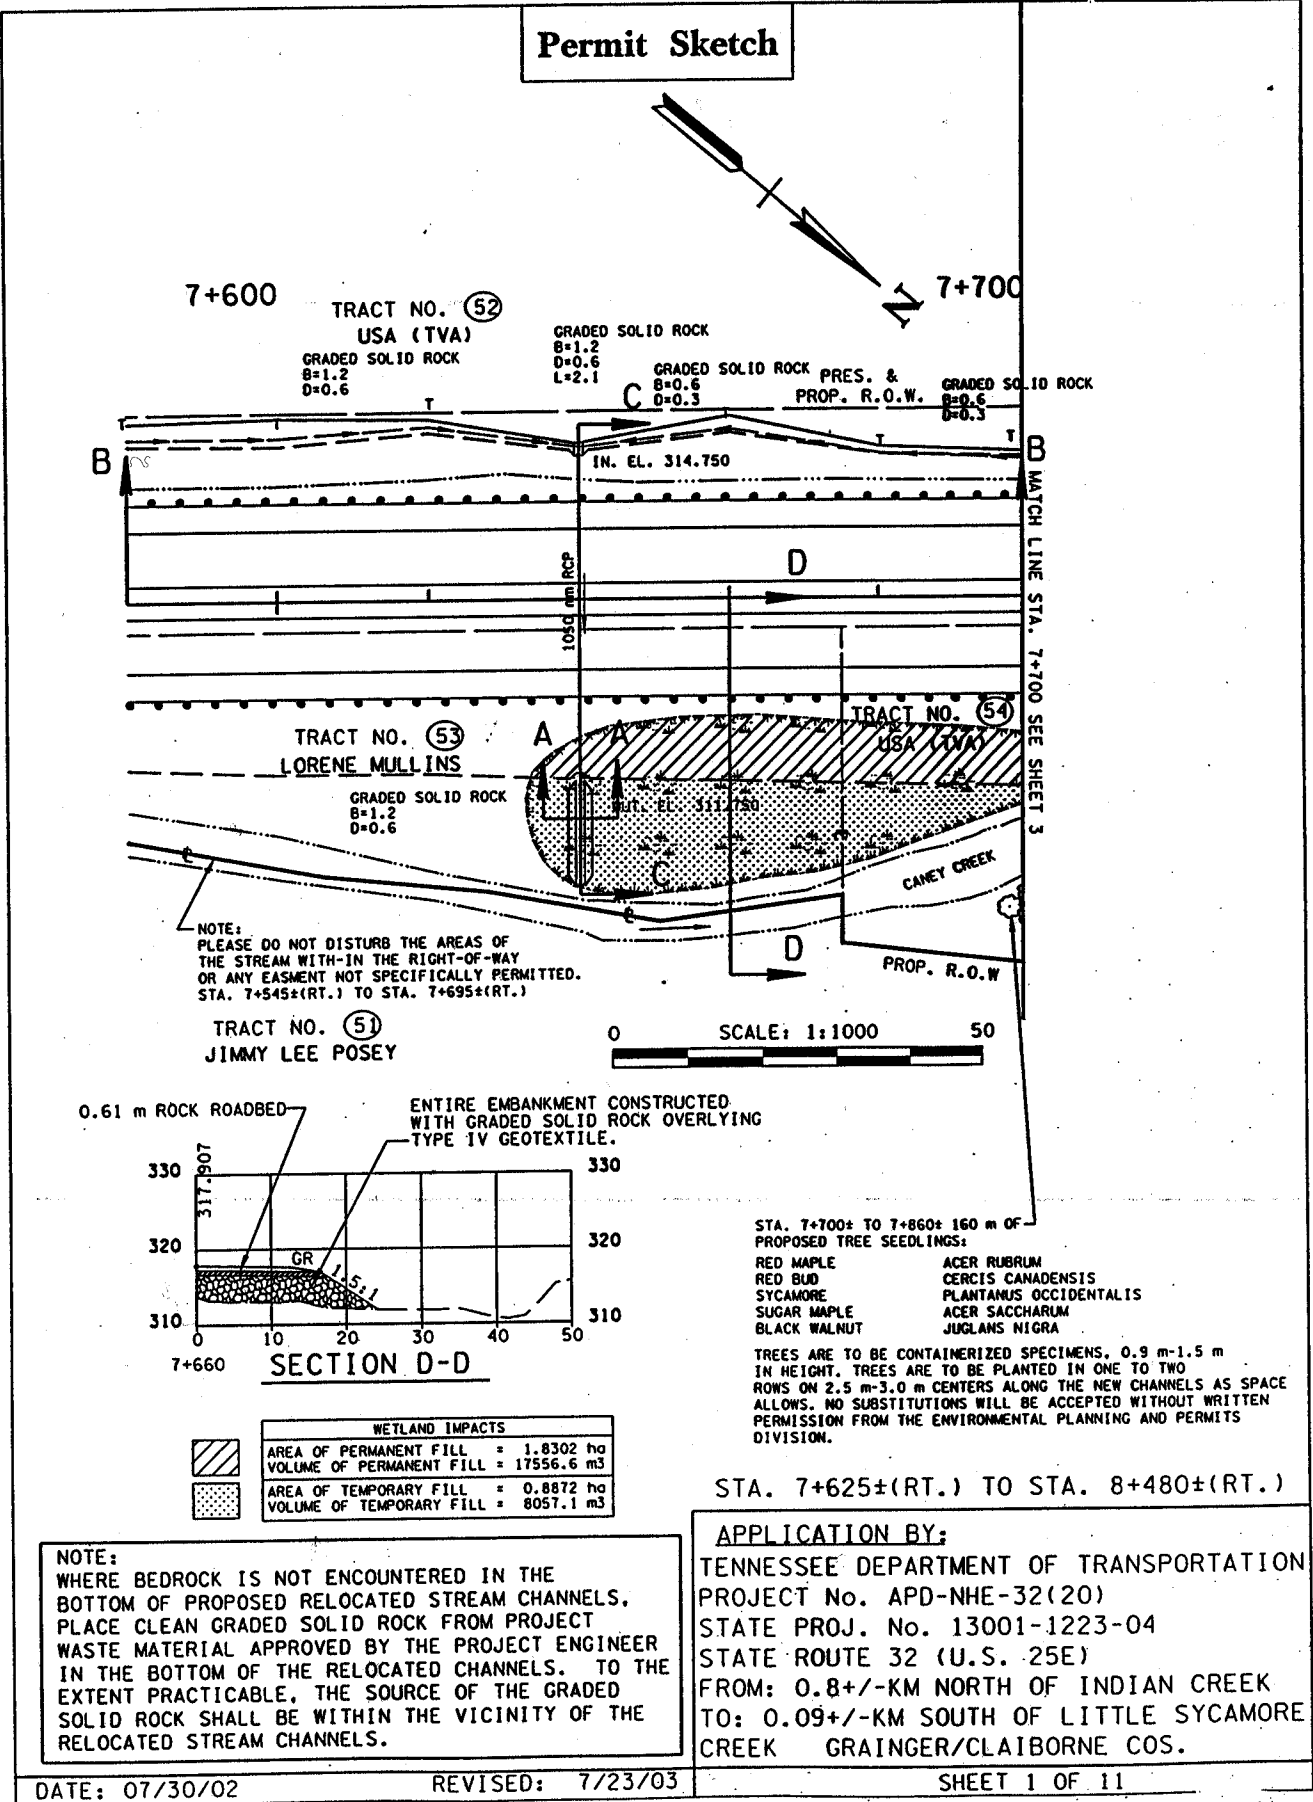 Permit Sketch
N
7+600
7+700
TRACT NO. 52
USA (TVA)
GRADED SOLID ROCK
B=1.2
D=0.6
GRADED SOLID ROCK
B=1.2
D=0.6
L=2.1
GRADED SOLID ROCK
B=0.6
D=0.3
PRES. &
PROP. R.O.W.
GRADED SOLID ROCK
B=0.6
D=0.3
C
T
T
T
T
B
B
IN. EL. 314.750
MATCH LINE STA. 7+700 SEE SHEET 3
D
1050 mm RCP
TRACT NO. 53
LORENE MULLINS
A
A
TRACT NO. 54
USA (TVA)
GRADED SOLID ROCK
B=1.2
D=0.6
OUT. EL. 311.750
C
CANEY CREEK
D
PROP. R.O.W
NOTE:
PLEASE DO NOT DISTURB THE AREAS OF
THE STREAM WITH-IN THE RIGHT-OF-WAY
OR ANY EASMENT NOT SPECIFICALLY PERMITTED.
STA. 7+545±(RT.) TO STA. 7+695±(RT.)
TRACT NO. 51
JIMMY LEE POSEY
0 SCALE: 1:1000 50
0.61 m ROCK ROADBED
ENTIRE EMBANKMENT CONSTRUCTED
WITH GRADED SOLID ROCK OVERLYING
TYPE IV GEOTEXTILE.
330
317.907
330
320
GR
1.5:1
320
310
310
0 10 20 30 40 50
7+660
SECTION D-D
STA. 7+700± TO 7+860± 160 m OF
PROPOSED TREE SEEDLINGS:
RED MAPLE ACER RUBRUM
RED BUD CERCIS CANADENSIS
SYCAMORE PLANTANUS OCCIDENTALIS
SUGAR MAPLE ACER SACCHARUM
BLACK WALNUT JUGLANS NIGRA
TREES ARE TO BE CONTAINERIZED SPECIMENS, 0.9 m-1.5 m
IN HEIGHT. TREES ARE TO BE PLANTED IN ONE TO TWO
ROWS ON 2.5 m-3.0 m CENTERS ALONG THE NEW CHANNELS AS SPACE
ALLOWS. NO SUBSTITUTIONS WILL BE ACCEPTED WITHOUT WRITTEN
PERMISSION FROM THE ENVIRONMENTAL PLANNING AND PERMITS
DIVISION.
WETLAND IMPACTS
AREA OF PERMANENT FILL = 1.8302 ha
VOLUME OF PERMANENT FILL = 17556.6 m3
AREA OF TEMPORARY FILL = 0.8872 ha
VOLUME OF TEMPORARY FILL = 8057.1 m3
STA. 7+625±(RT.) TO STA. 8+480±(RT.)
NOTE:
WHERE BEDROCK IS NOT ENCOUNTERED IN THE
BOTTOM OF PROPOSED RELOCATED STREAM CHANNELS,
PLACE CLEAN GRADED SOLID ROCK FROM PROJECT
WASTE MATERIAL APPROVED BY THE PROJECT ENGINEER
IN THE BOTTOM OF THE RELOCATED CHANNELS. TO THE
EXTENT PRACTICABLE, THE SOURCE OF THE GRADED
SOLID ROCK SHALL BE WITHIN THE VICINITY OF THE
RELOCATED STREAM CHANNELS.
APPLICATION BY:
TENNESSEE DEPARTMENT OF TRANSPORTATION
PROJECT No. APD-NHE-32(20)
STATE PROJ. No. 13001-1223-04
STATE ROUTE 32 (U.S. 25E)
FROM: 0.8+/-KM NORTH OF INDIAN CREEK
TO: 0.09+/-KM SOUTH OF LITTLE SYCAMORE
CREEK GRAINGER/CLAIBORNE COS.
DATE: 07/30/02
REVISED: 7/23/03
SHEET 1 OF 11